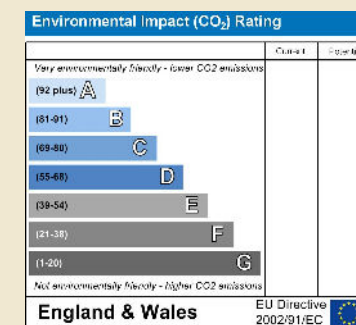 Environmental Impact (CO₂) Rating
Current
Very environmentally friendly - lower CO2 emissions
(92 plus) A
(81-91) B
(69-80) C
(55-68) D
(39-54) E
(21-38) F
(1-20) G
Not environmentally friendly - higher CO2 emissions
England & Wales
EU Directive
2002/91/EC